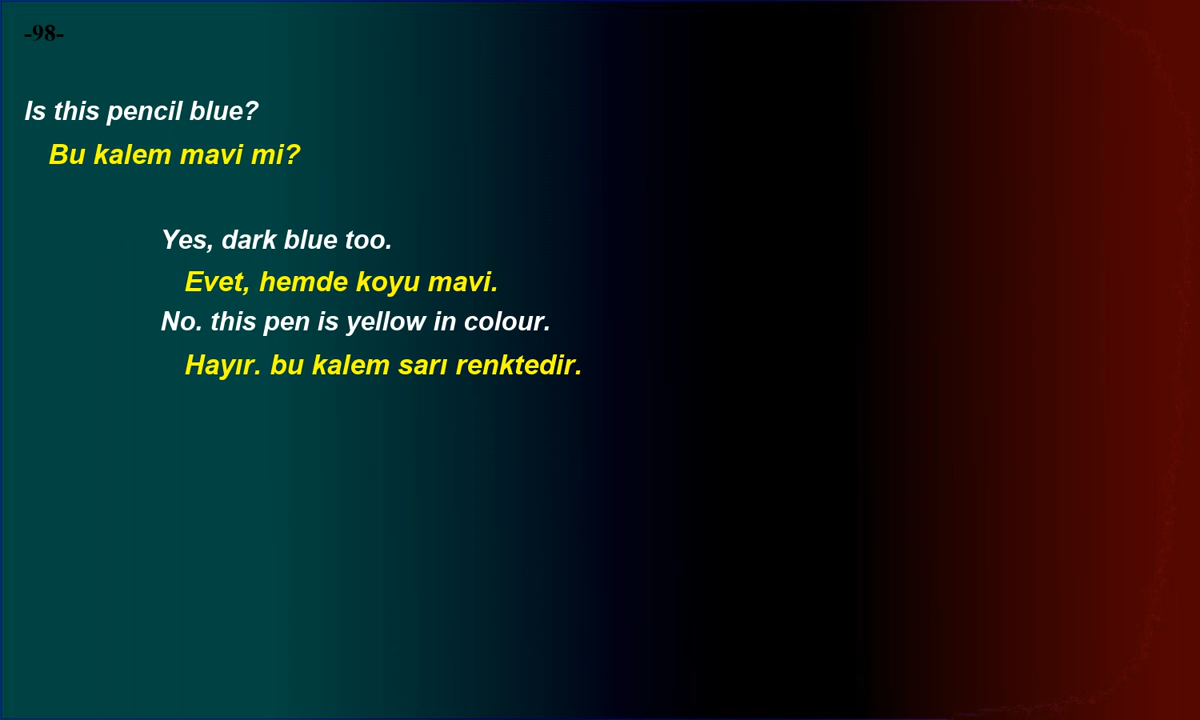 -98-
Is this pencil blue?
Bu kalem mavi mi?
Yes, dark blue too.
Evet, hemde koyu mavi.
No. this pen is yellow in colour.
Hayır. bu kalem sarı renktedir.